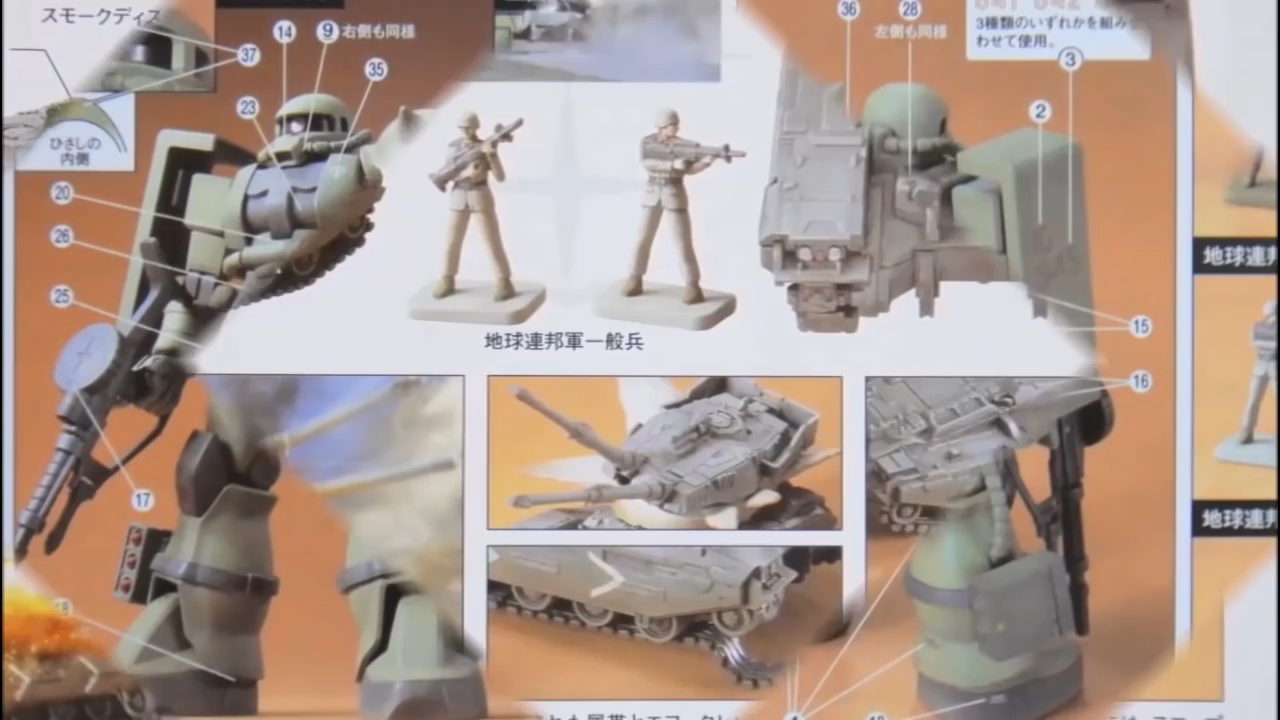 スモークディス
37
14
9 右側も同様
35
23
ひさしの
内側
20
26
25
17
18
36
28
左側も同様
3種類のいずれかを組み
わせて使用。
3
2
15
16
地球連邦軍一般兵
地球連邦
地球連邦